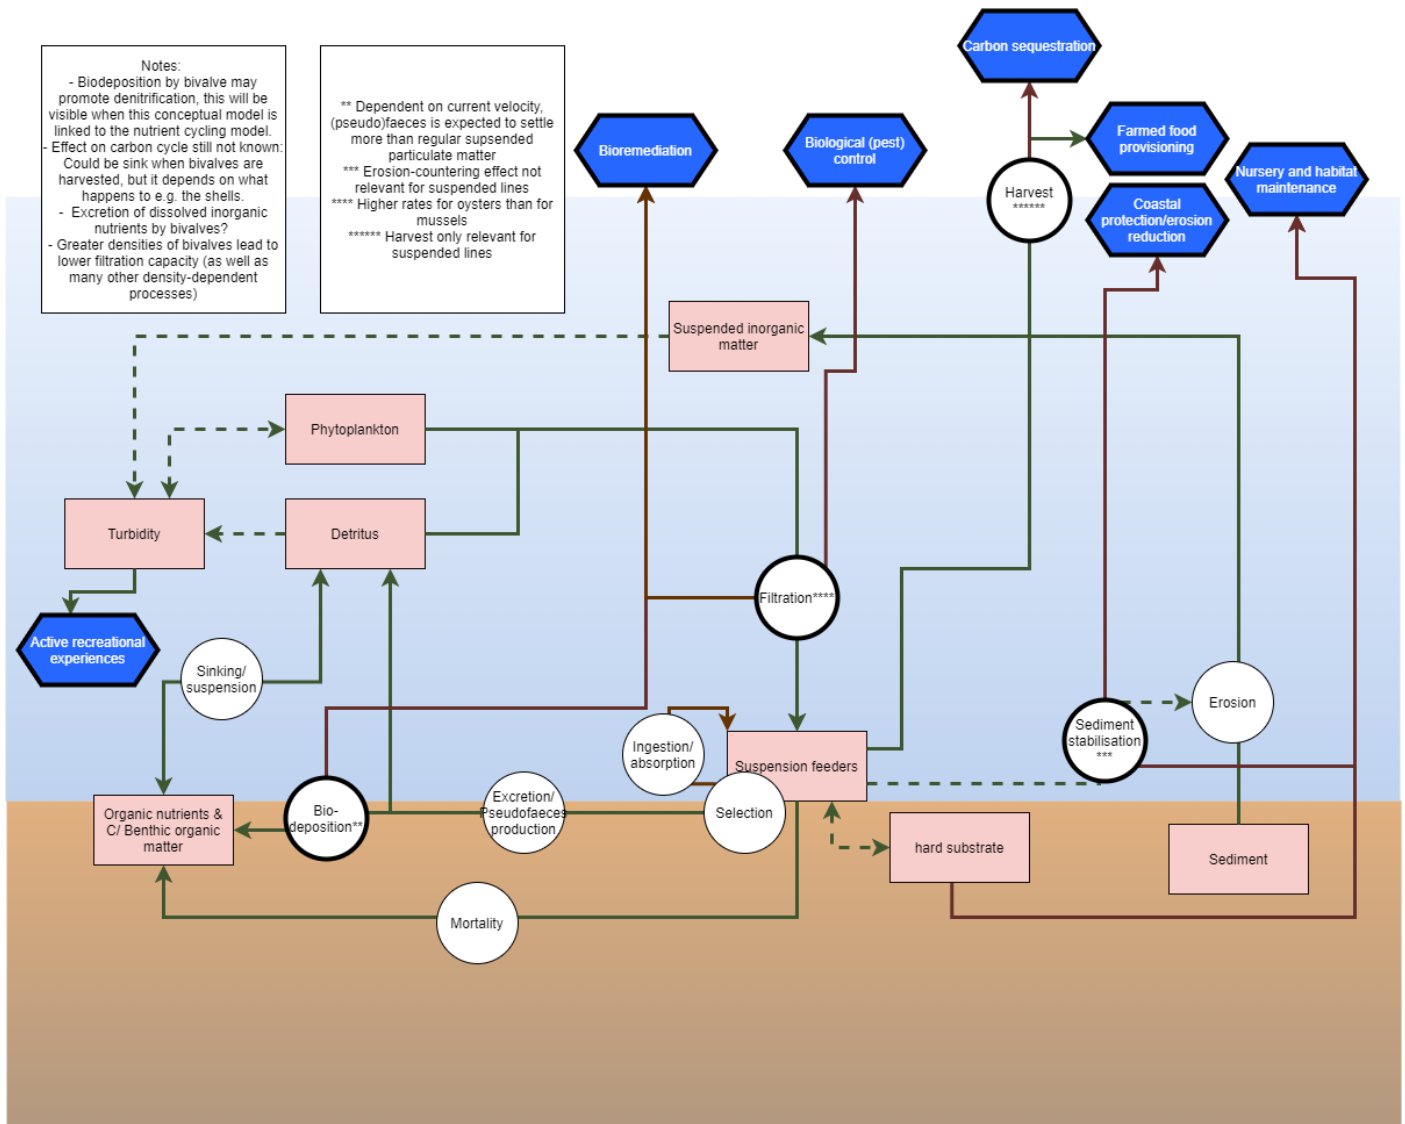 Notes:
- Biodeposition by bivalve may
promote denitrification, this will be
visible when this conceptual model is
linked to the nutrient cycling model.
- Effect on carbon cycle still not known:
Could be sink when bivalves are
harvested, but it depends on what
happens to e.g. the shells.
- Excretion of dissolved inorganic
nutrients by bivalves?
- Greater densities of bivalves lead to
lower filtration capacity (as well as
many other density-dependent
processes)
** Dependent on current velocity,
(pseudo)faeces is expected to settle
more than regular supsended
particulate matter
*** Erosion-countering effect not
relevant for suspended lines
**** Higher rates for oysters than for
mussels
****** Harvest only relevant for
suspended lines
Carbon sequestration
Bioremediation
Biological (pest)
control
Farmed food
provisioning
Nursery and habitat
maintenance
Harvest
******
Coastal
protection/erosion
reduction
Suspended inorganic
matter
Phytoplankton
Turbidity
Detritus
Filtration****
Active recreational
experiences
Sinking/
suspension
Erosion
Sediment
stabilisation
***
Ingestion/
absorption
Suspension feeders
Organic nutrients &
C/ Benthic organic
matter
Bio-
deposition**
Excretion/
Pseudofaeces
production
Selection
hard substrate
Sediment
Mortality